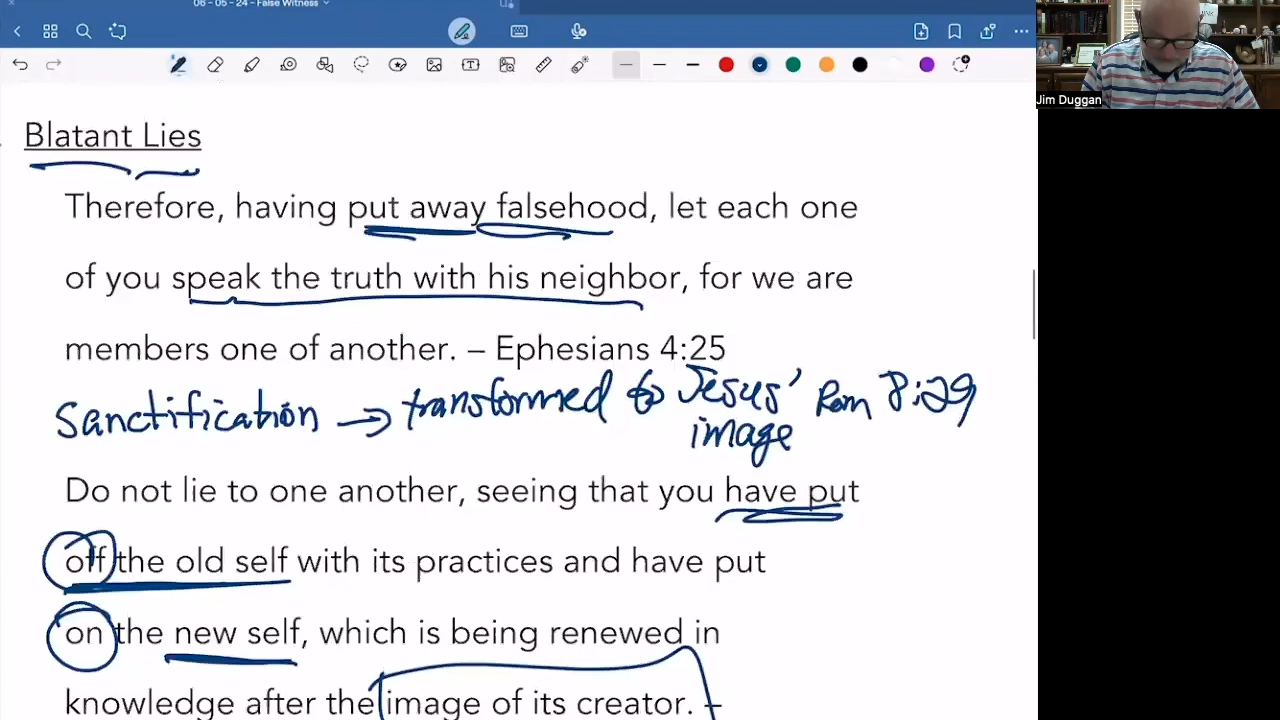 06 - 05 - 24 - False Witness
Jim Duggan
Blatant Lies
Therefore, having put away falsehood, let each one
of you speak the truth with his neighbor, for we are
members one of another. – Ephesians 4:25
Sanctification → transformed to Jesus' Rom 8:29
image
Do not lie to one another, seeing that you have put
off the old self with its practices and have put
on the new self, which is being renewed in
knowledge after the image of its creator. –